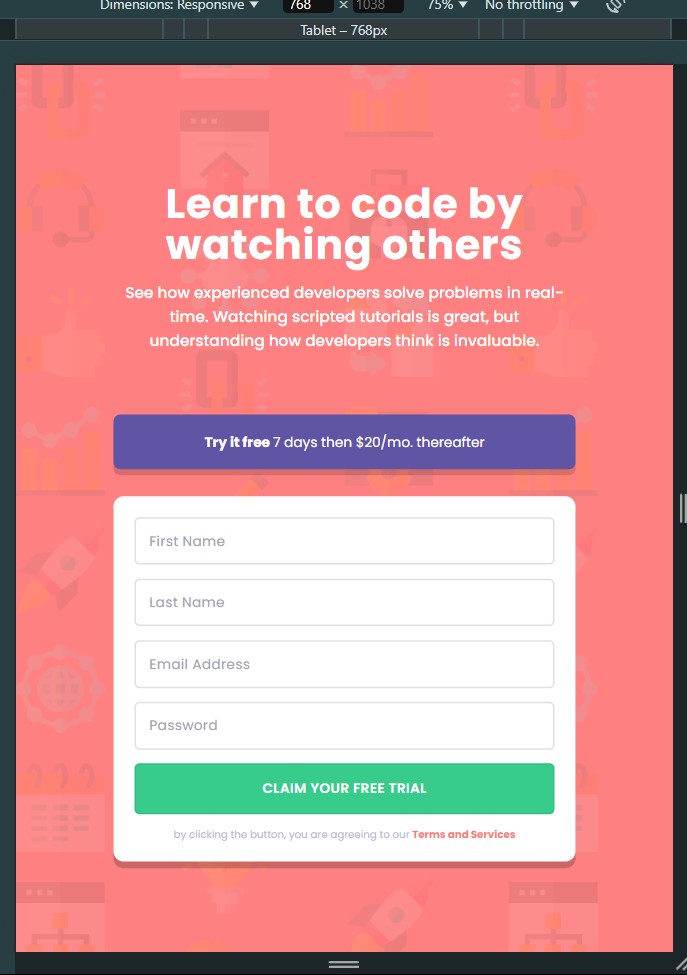 Dimensions: Responsive ▼ 768 × 1038 75% ▼ No throttling ▼
Tablet – 768px
Learn to code by
watching others
See how experienced developers solve problems in real-
time. Watching scripted tutorials is great, but
understanding how developers think is invaluable.
Try it free 7 days then $20/mo. thereafter
First Name
Last Name
Email Address
Password
CLAIM YOUR FREE TRIAL
by clicking the button, you are agreeing to our Terms and Services